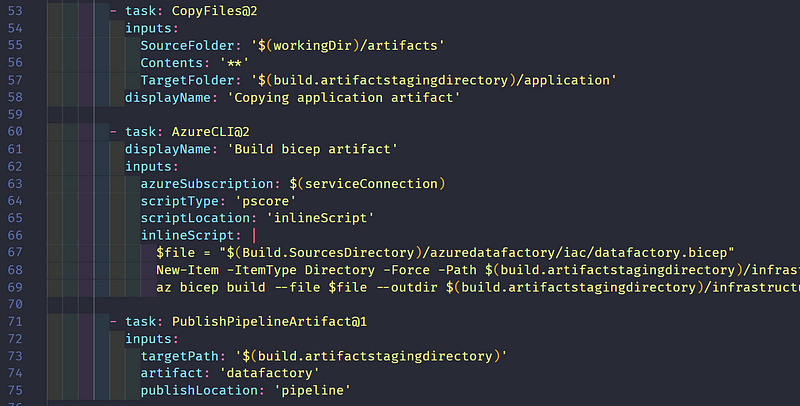 53 - task: CopyFiles@2
54 inputs:
55 SourceFolder: '$(workingDir)/artifacts'
56 Contents: '**'
57 TargetFolder: '$(build.artifactstagingdirectory)/application'
58 displayName: 'Copying application artifact'
59
60 - task: AzureCLI@2
61 displayName: 'Build bicep artifact'
62 inputs:
63 azureSubscription: $(serviceConnection)
64 scriptType: 'pscore'
65 scriptLocation: 'inlineScript'
66 inlineScript: |
67 $file = "$(Build.SourcesDirectory)/azuredatafactory/iac/datafactory.bicep"
68 New-Item -ItemType Directory -Force -Path $(build.artifactstagingdirectory)/infras
69 az bicep build --file $file --outdir $(build.artifactstagingdirectory)/infrastructu
70
71 - task: PublishPipelineArtifact@1
72 inputs:
73 targetPath: '$(build.artifactstagingdirectory)'
74 artifact: 'datafactory'
75 publishLocation: 'pipeline'